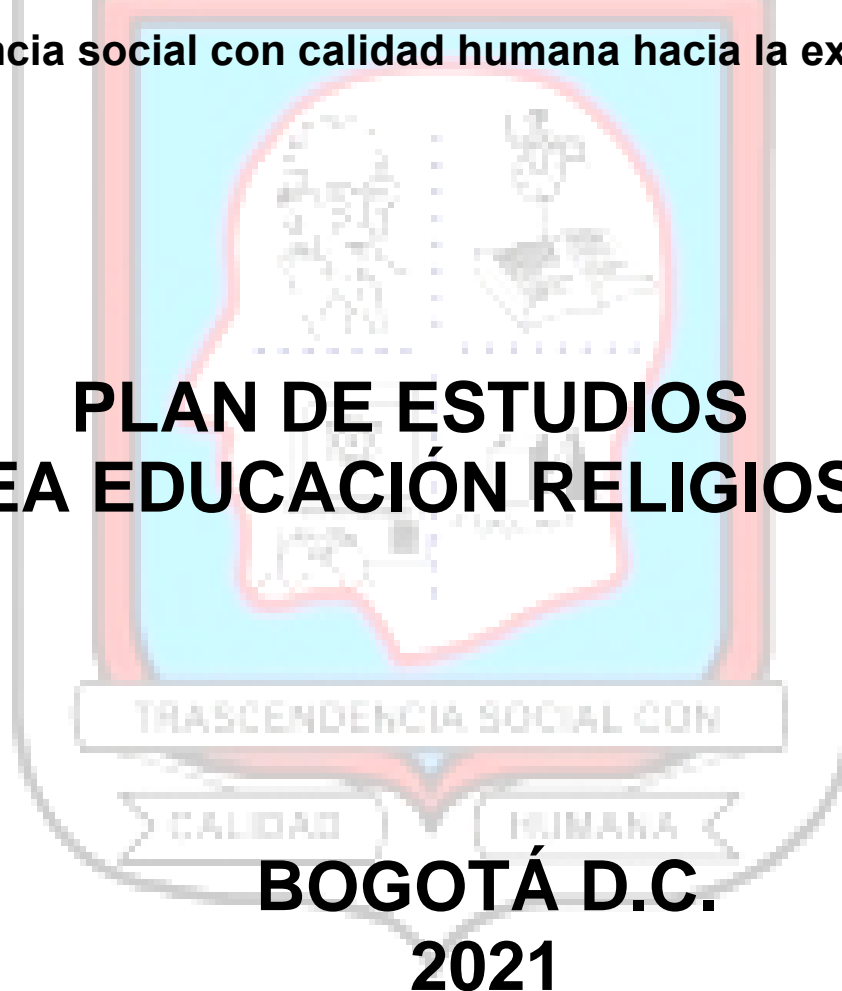 ncia social con calidad humana hacia la ex
PLAN DE ESTUDIOS
EA EDUCACIÓN RELIGIOS
TRASCENDENCIA SOCIAL CON
CALIDAD HUMANA
BOGOTÁ D.C.
2021